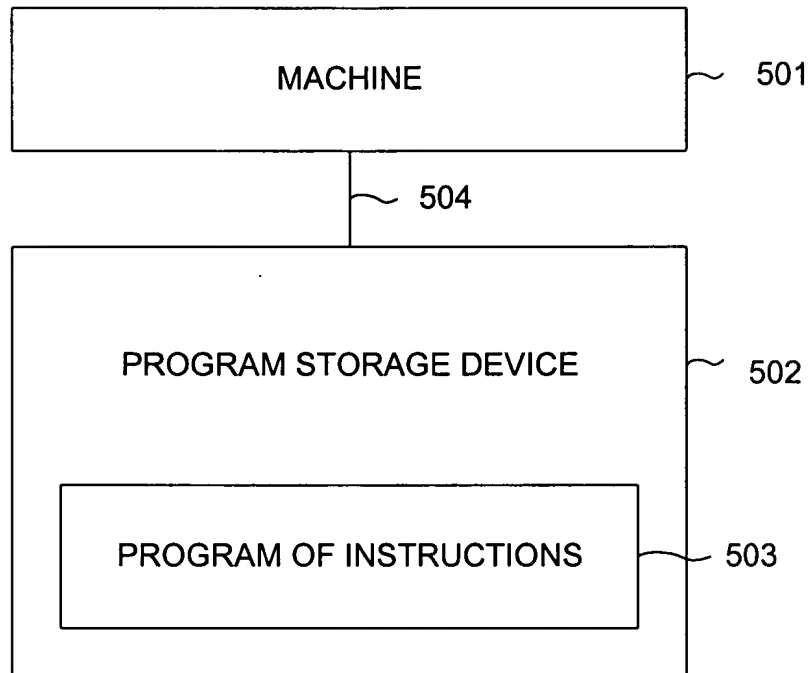 MACHINE
501
504
PROGRAM STORAGE DEVICE
502
PROGRAM OF INSTRUCTIONS
503